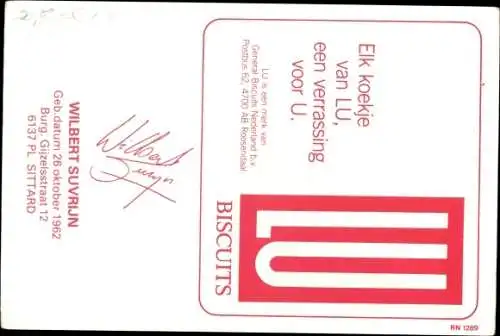 2,5
Elk koekje
van LU,
een verrassing
voor U.
LU is een merk van
General Biscuits Nederland b.v.
Postbus 62, 4700 AB Roosendaal
LU
BISCUITS
Wilbert
Suvrijn
WILBERT SUVRIJN
Geb.datum 26 oktober 1962
Burg. Gijzelsstraat 12
6137 PL SITTARD
RN 1289